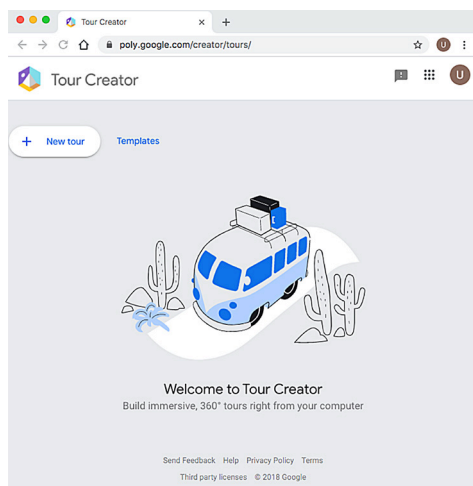 Tour Creator
poly.google.com/creator/tours/
U
Tour Creator
U
New tour Templates
Welcome to Tour Creator
Build immersive, 360° tours right from your computer
Send Feedback Help Privacy Policy Terms
Third party licenses © 2018 Google